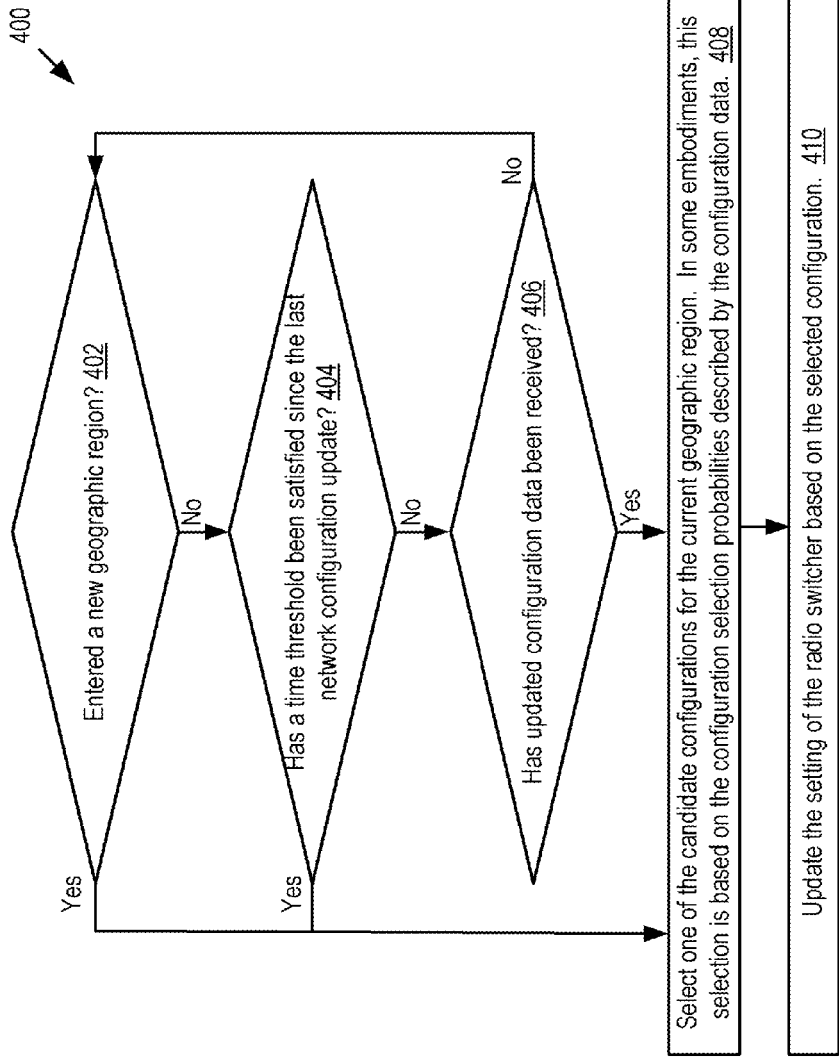 400
Entered a new geographic region? 402
Yes
No
Has a time threshold been satisfied since the last
network configuration update? 404
Yes
No
Has updated configuration data been received? 406
No
Yes
Select one of the candidate configurations for the current geographic region. In some embodiments, this
selection is based on the configuration selection probabilities described by the configuration data. 408
Update the setting of the radio switcher based on the selected configuration. 410